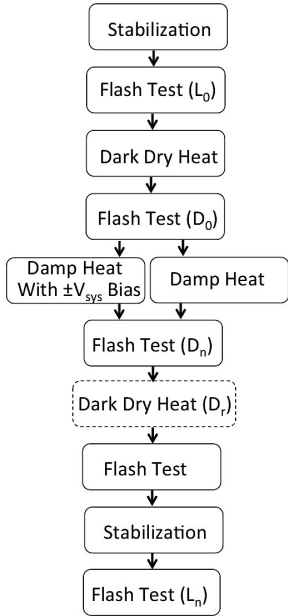 Stabilization
Flash Test (L₀)
Dark Dry Heat
Flash Test (D₀)
Damp Heat
With ±Vsys Bias
Damp Heat
Flash Test (Dₙ)
Dark Dry Heat (Dᵣ)
Flash Test
Stabilization
Flash Test (Lₙ)